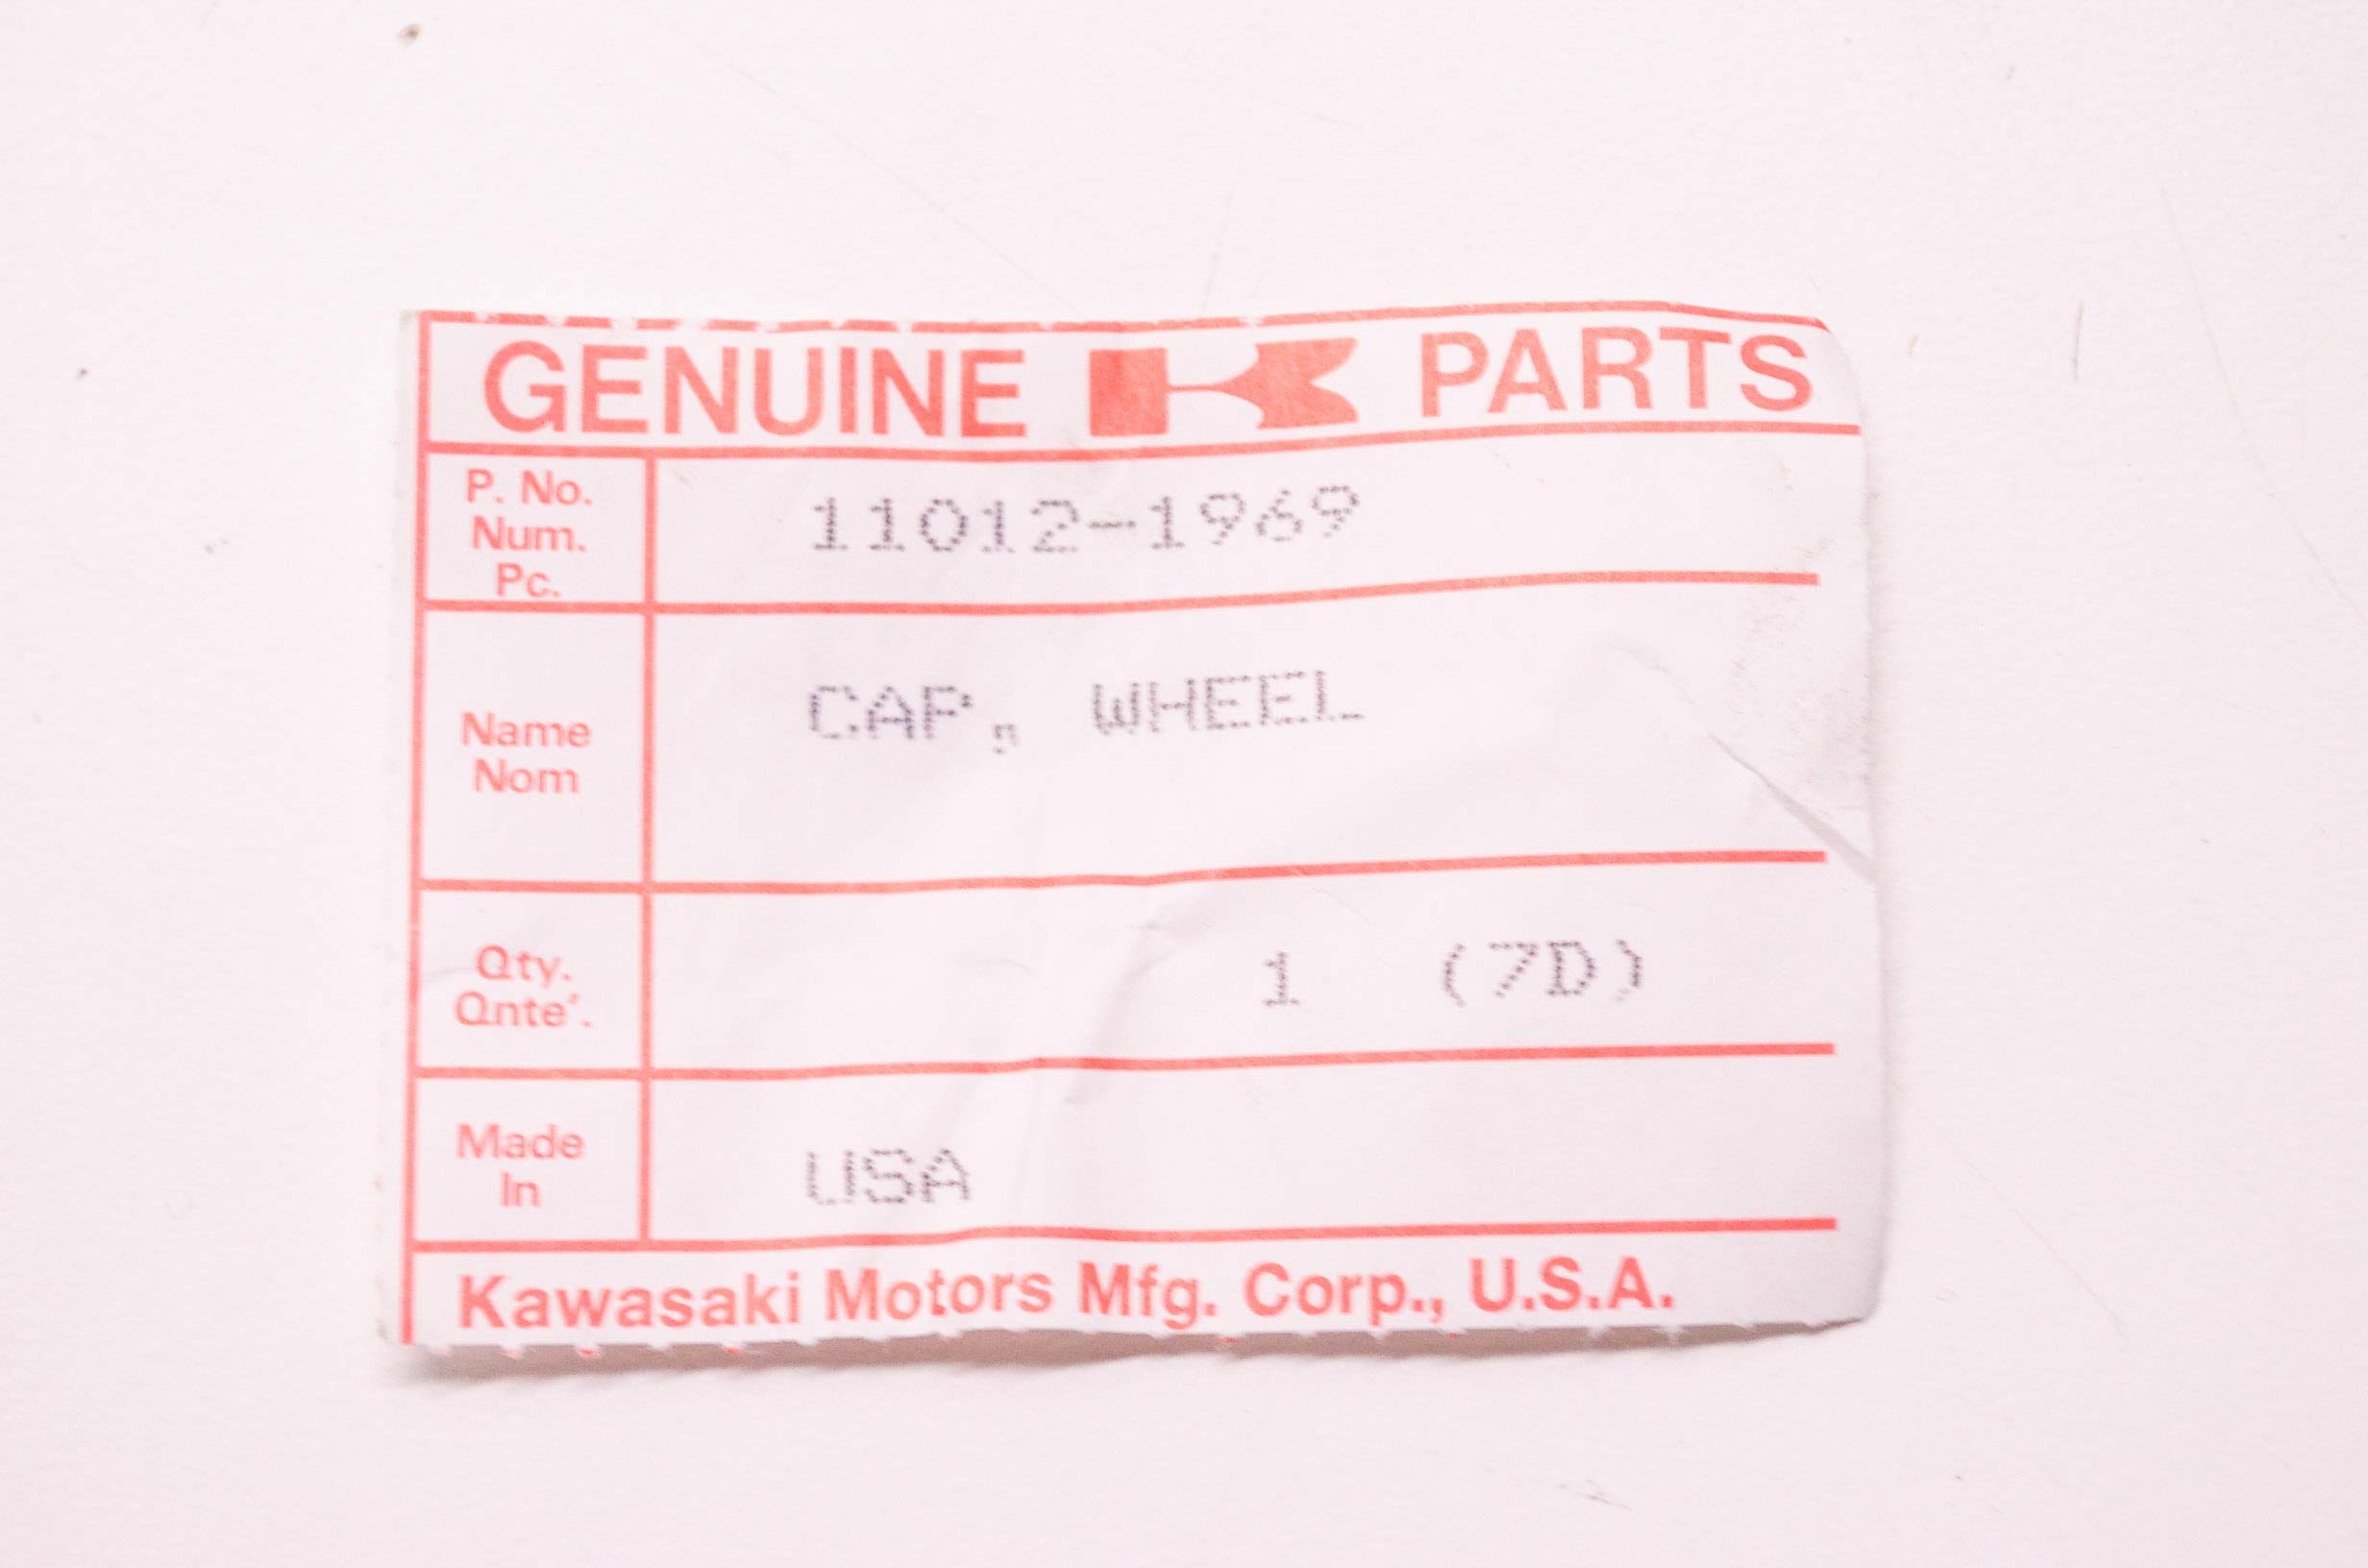 GENUINE K PARTS
P. No.
Num.
Pc.
11012-1969
Name
Nom
CAP, WHEEL
Qty.
Qnte'.
1 (7D)
Made
In
USA
Kawasaki Motors Mfg. Corp., U.S.A.